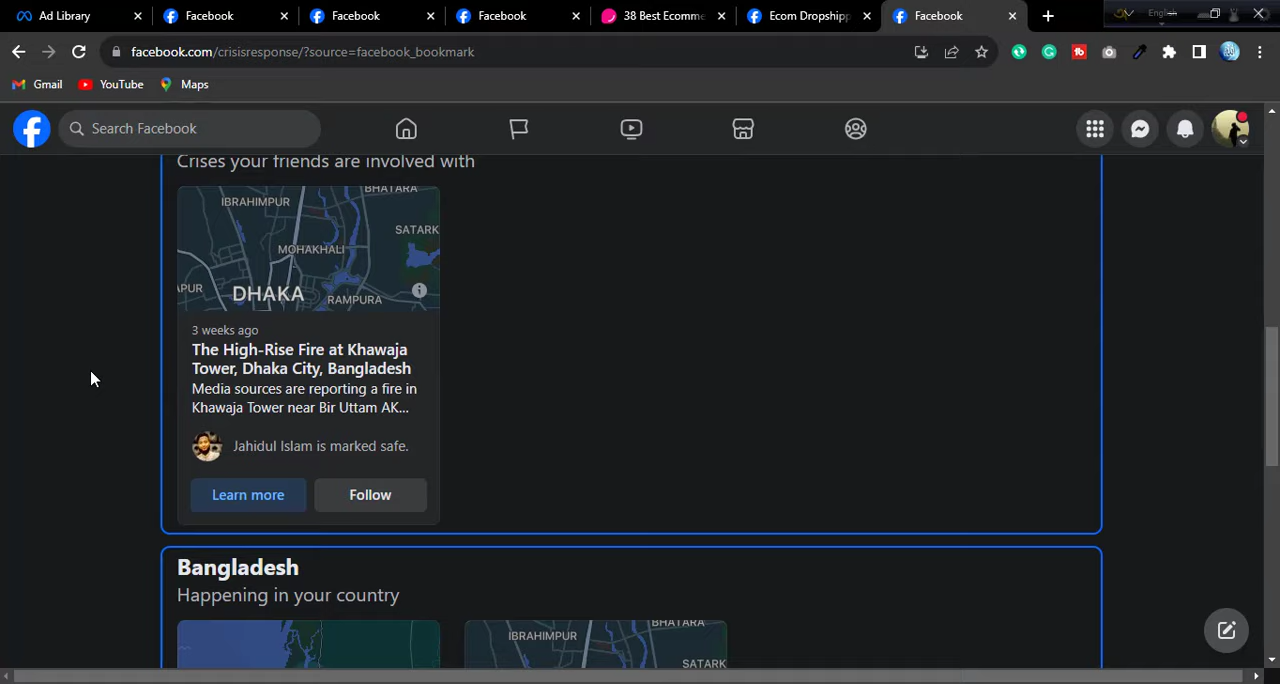 Ad Library
Facebook
Facebook
Facebook
38 Best Ecomme
Ecom Dropshipp
Facebook
English
facebook.com/crisisresponse/?source=facebook_bookmark
Gmail
YouTube
Maps
Search Facebook
Crises your friends are involved with
BHATARA
IBRAHIMPUR
SATARK
MOHAKHALI
APUR
DHAKA
RAMPURA
3 weeks ago
The High-Rise Fire at Khawaja
Tower, Dhaka City, Bangladesh
Media sources are reporting a fire in
Khawaja Tower near Bir Uttam AK...
Jahidul Islam is marked safe.
Learn more
Follow
Bangladesh
Happening in your country
BHATARA
IBRAHIMPUR
SATARK